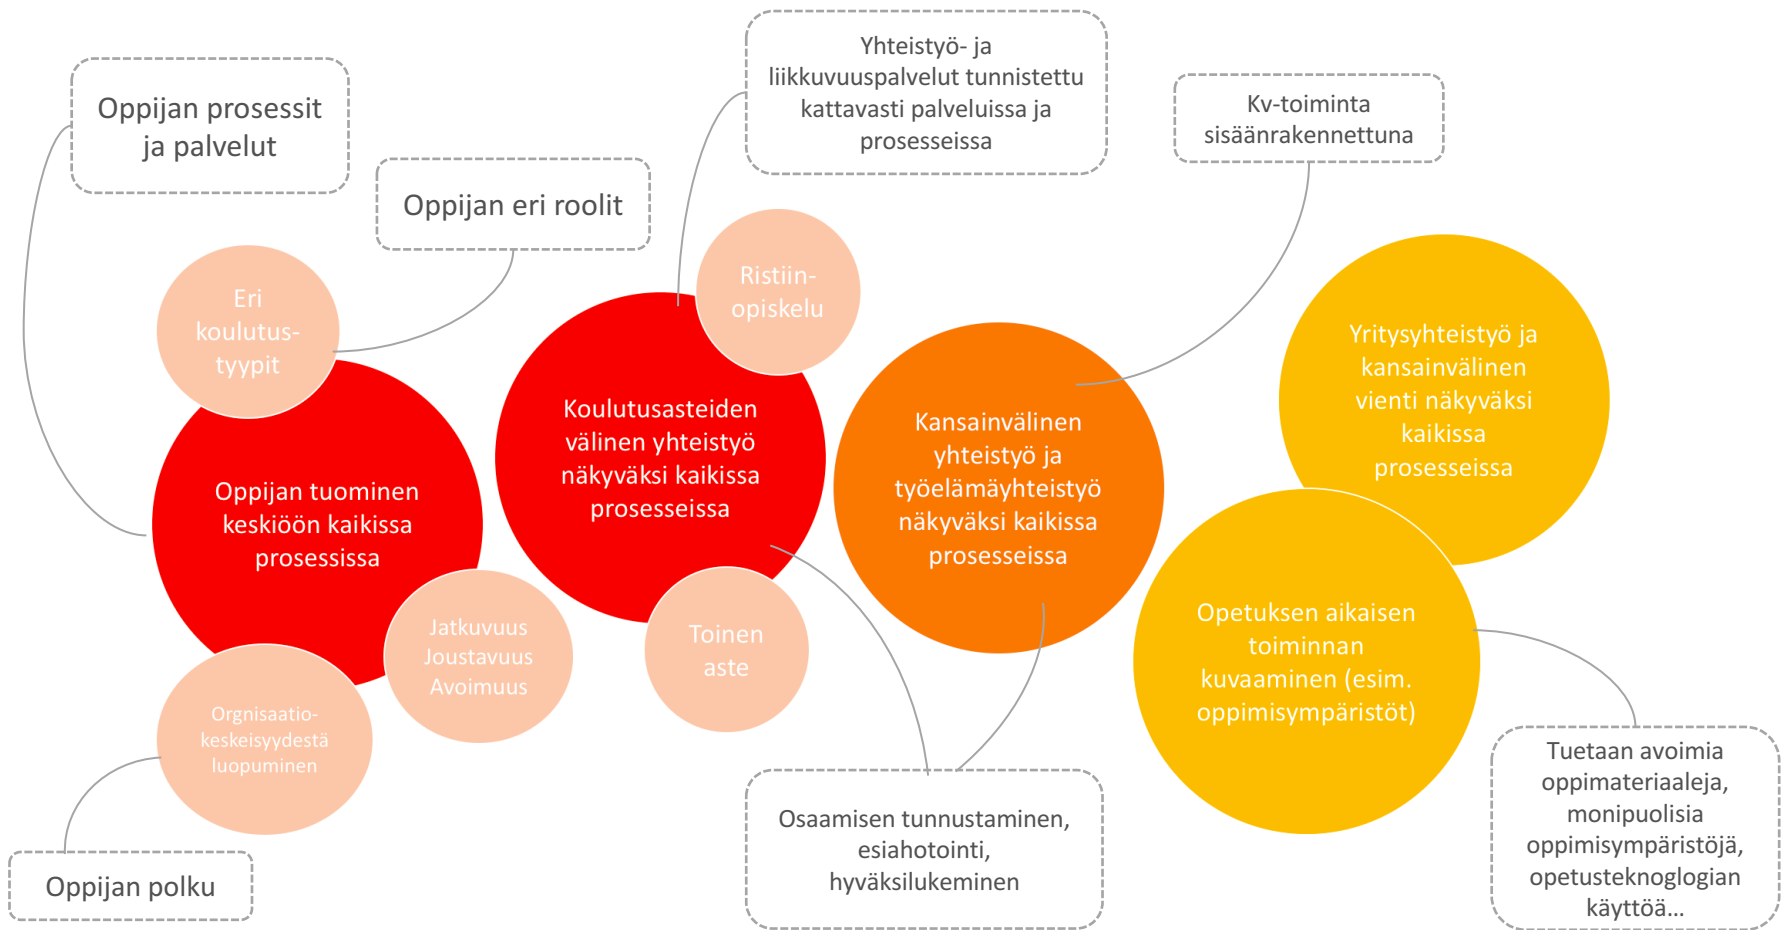 Oppijan prosessit
ja palvelut
Oppijan eri roolit
Yhteistyö- ja
liikkuvuuspalvelut tunnistettu
kattavasti palveluissa ja
prosesseissa
Kv-toiminta
sisäänrakennettuna
Eri
koulutus-
tyypit
Oppijan tuominen
keskiöön kaikissa
prosessissa
Jatkuvuus
Joustavuus
Avoimuus
Orgnisaatio-
keskeisyydestä
luopuminen
Oppijan polku
Ristiin-
opiskelu
Koulutusasteiden
välinen yhteistyö
näkyväksi kaikissa
prosesseissa
Toinen
aste
Kansainvälinen
yhteistyö ja
työelämäyhteistyö
näkyväksi kaikissa
prosesseissa
Osaamisen tunnustaminen,
esiahotointi,
hyväksilukeminen
Yritysyhteistyö ja
kansainvälinen
vienti näkyväksi
kaikissa
prosesseissa
Opetuksen aikaisen
toiminnan
kuvaaminen (esim.
oppimisympäristöt)
Tuetaan avoimia
oppimateriaaleja,
monipuolisia
oppimisympäristöjä,
opetusteknglogian
käyttöä...